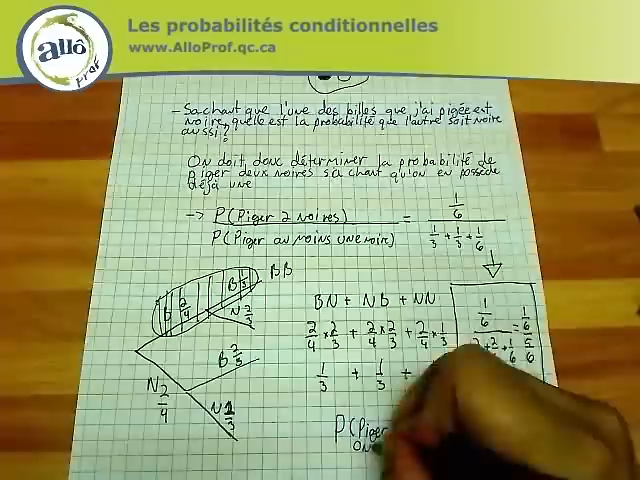 Les probabilités conditionnelles
www.AlloProf.qc.ca
allô
prof
- Sachant que l'une des billes que j'ai pigée est
noire, quelle est la probabilité que l'autre soit noire
aussi?
On doit donc déterminer la probabilité de
piger deux noires sachant qu'on en possède
déjà une
→ P(Piger 2 noires) / P(Piger au moins une noire) = 1/6 / 1/3 + 1/3 + 1/6
B 2/4
B 1/3
BB
N 2/3
B 2/3
N 2/4
N 1/3
BN + NB + NN
2/4 × 2/3 + 2/4 × 2/3 + 2/4 × 1/3
1/3 + 1/3 +
1/6 = 1/6
5/6
P(Piger